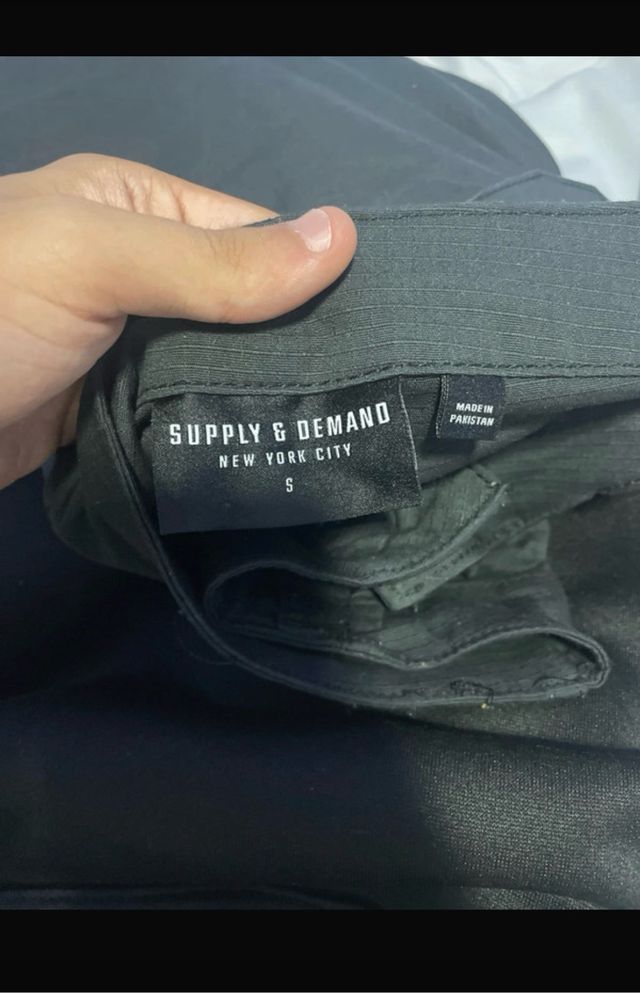 SUPPLY & DEMAND
NEW YORK CITY
S
MADE IN
PAKISTAN